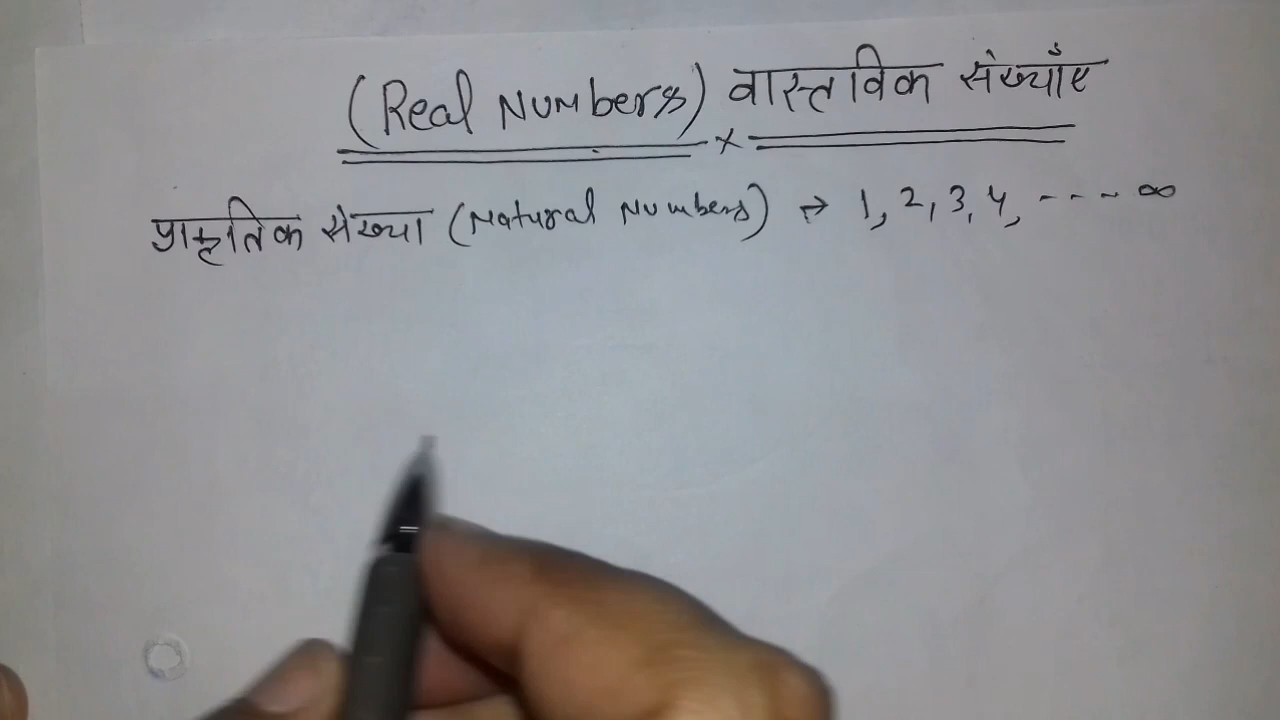 (Real Numbers) वास्तविक संख्याँए
×
प्राकृतिक संख्या (Natural Numbers) → 1, 2, 3, 4, ---- ∞